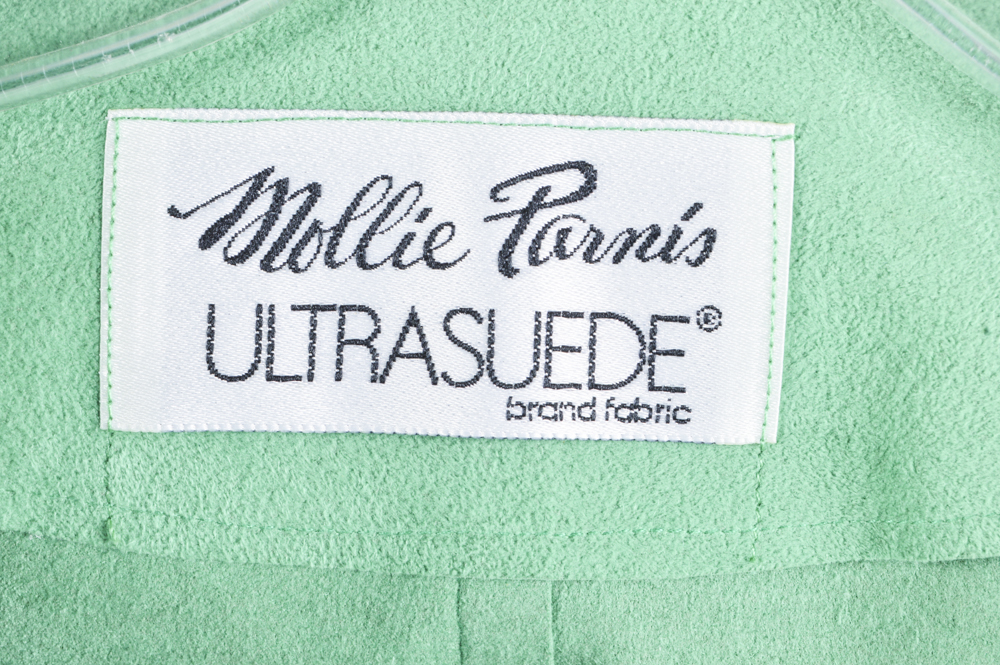 Mollie Parnis
ULTRASUEDE®
brand fabric